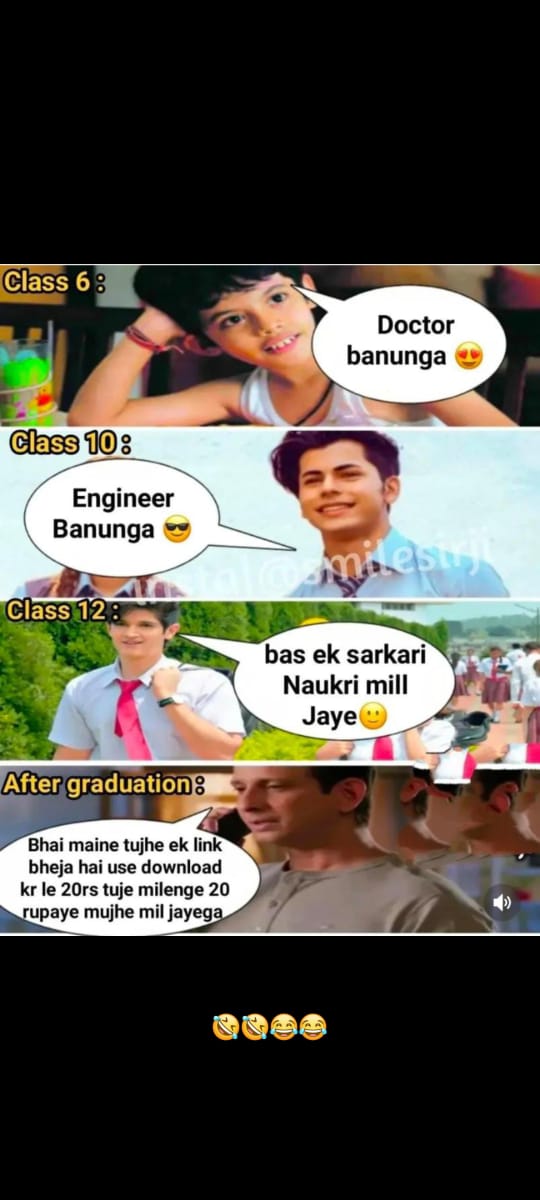 Class 6 :
Doctor
banunga 😍
Class 10 :
Engineer
Banunga 😎
@smilesirji
Class 12 :
bas ek sarkari
Naukri mill
Jaye🙂
After graduation :
Bhai maine tujhe ek link
bheja hai use download
kr le 20rs tuje milenge 20
rupaye mujhe mil jayega
🤣🤣😂😂